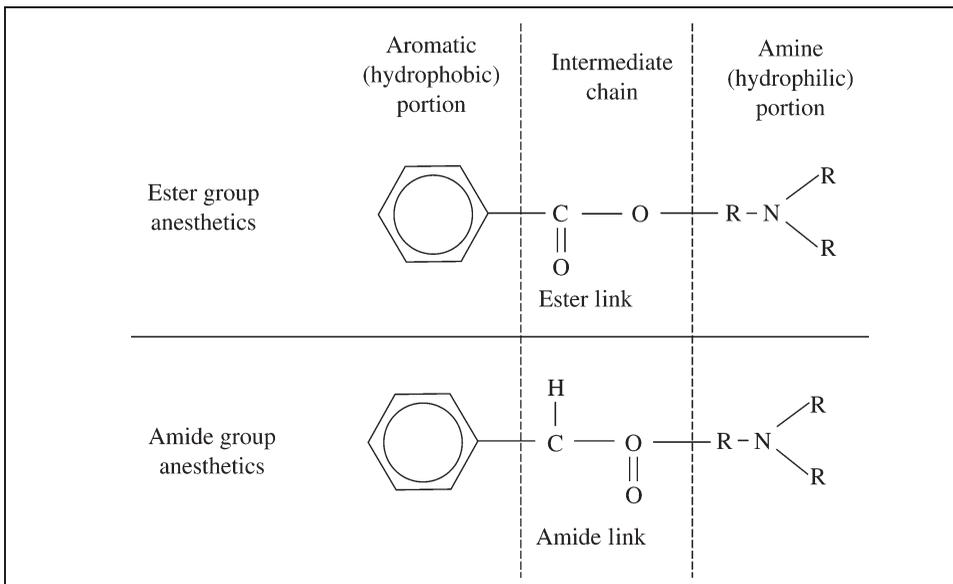 Aromatic
(hydrophobic)
portion
Intermediate
chain
Amine
(hydrophilic)
portion
Ester group
anesthetics
C
O
R–N
R
R
O
Ester link
Amide group
anesthetics
H
C
O
R–N
R
R
O
Amide link